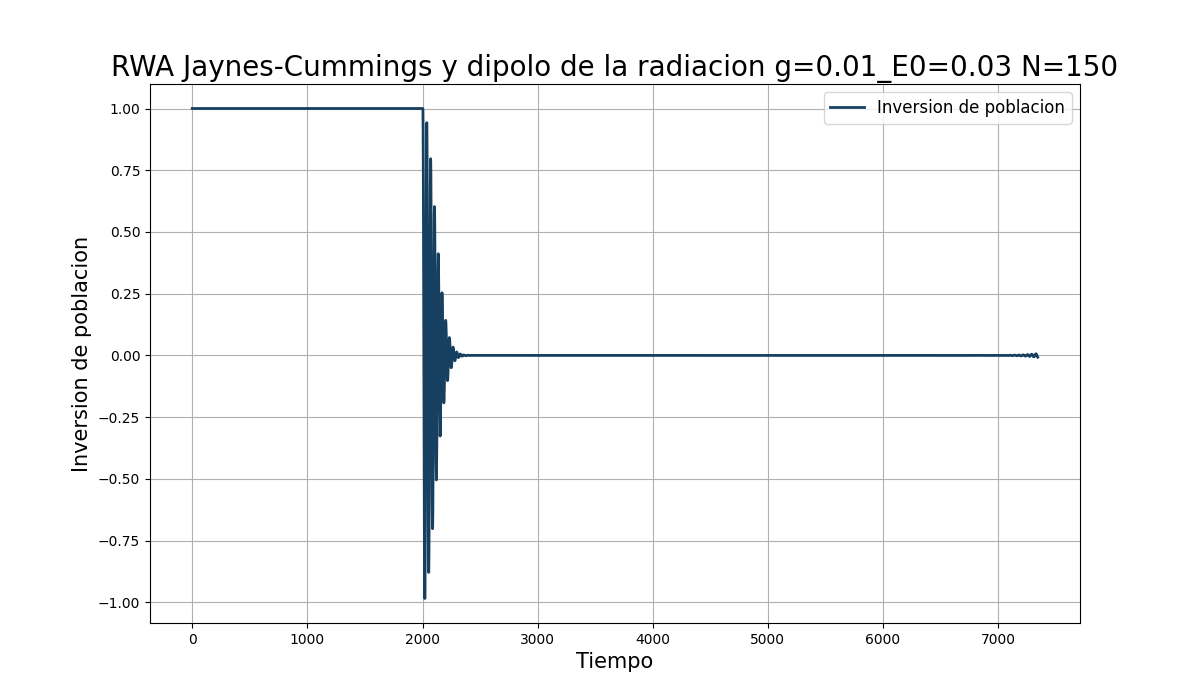 RWA Jaynes-Cummings y dipolo de la radiacion g=0.01_E0=0.03 N=150
Inversion de poblacion
1.00
0.75
0.50
0.25
0.00
−0.25
−0.50
−0.75
−1.00
Inversion de poblacion
0 1000 2000 3000 4000 5000 6000 7000
Tiempo